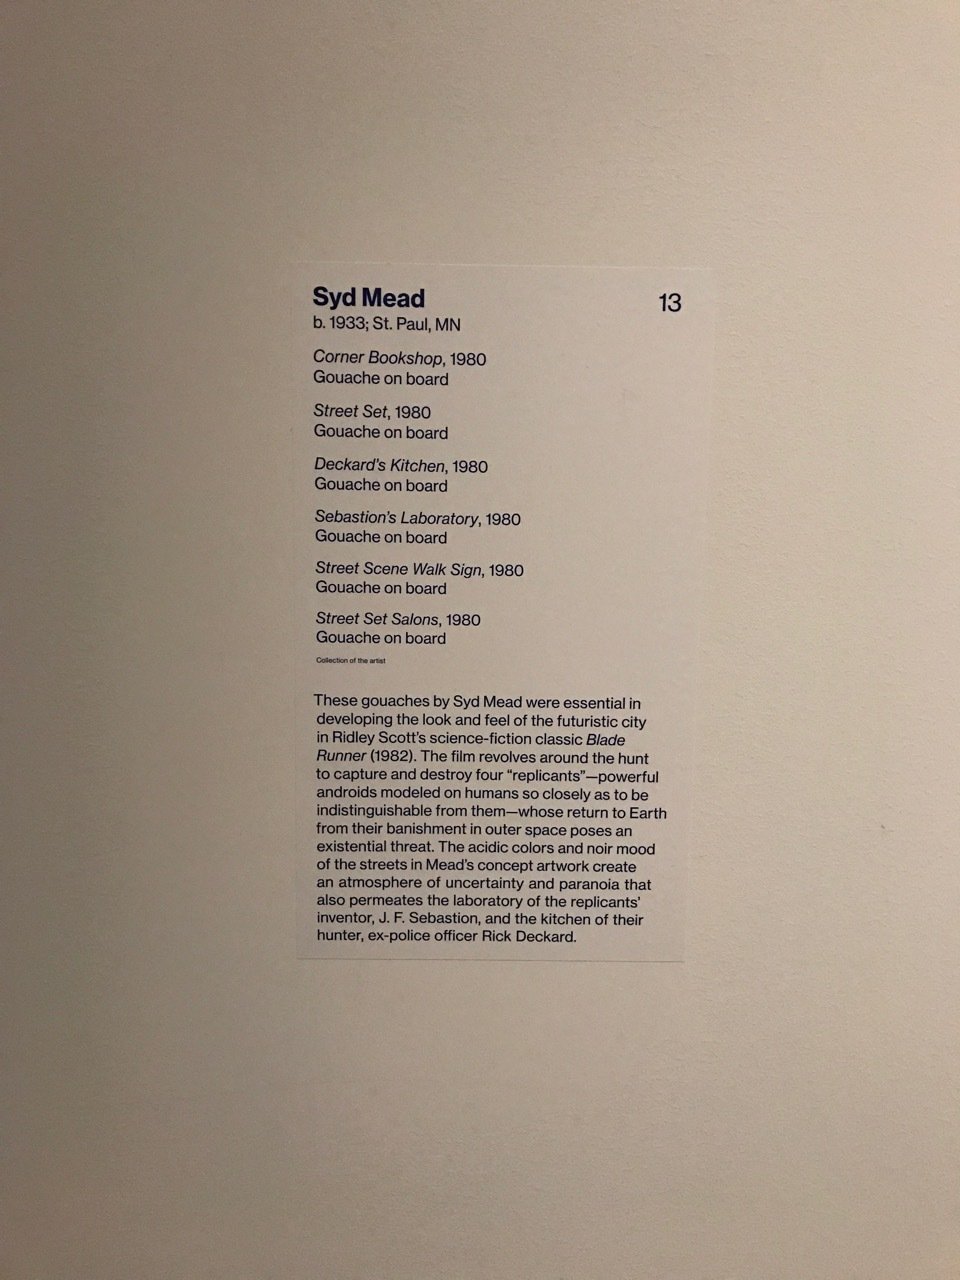 Syd Mead
13
b. 1933; St. Paul, MN
Corner Bookshop, 1980
Gouache on board
Street Set, 1980
Gouache on board
Deckard's Kitchen, 1980
Gouache on board
Sebastion's Laboratory, 1980
Gouache on board
Street Scene Walk Sign, 1980
Gouache on board
Street Set Salons, 1980
Gouache on board
Collection of the artist
These gouaches by Syd Mead were essential in
developing the look and feel of the futuristic city
in Ridley Scott's science-fiction classic Blade
Runner (1982). The film revolves around the hunt
to capture and destroy four “replicants”—powerful
androids modeled on humans so closely as to be
indistinguishable from them—whose return to Earth
from their banishment in outer space poses an
existential threat. The acidic colors and noir mood
of the streets in Mead's concept artwork create
an atmosphere of uncertainty and paranoia that
also permeates the laboratory of the replicants'
inventor, J. F. Sebastion, and the kitchen of their
hunter, ex-police officer Rick Deckard.